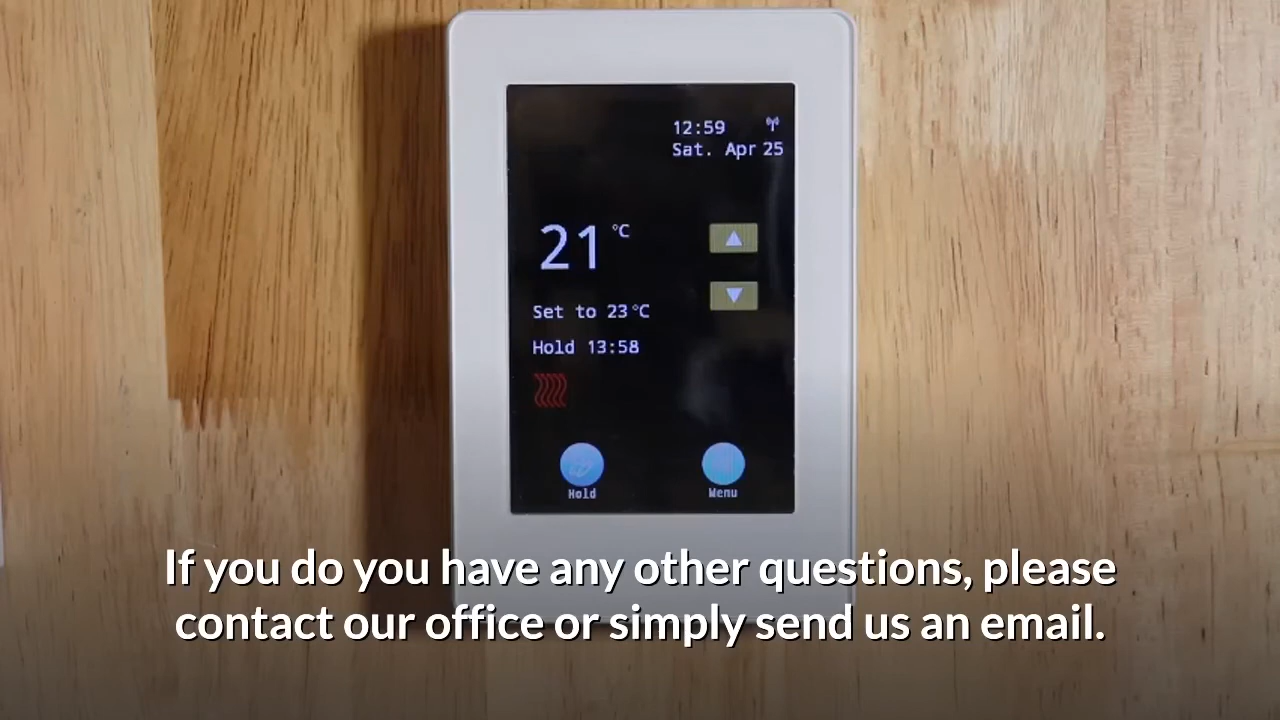 12:59
Sat. Apr 25
21 °C
Set to 23°C
Hold 13:58
Hold
Menu
If you do you have any other questions, please
contact our office or simply send us an email.